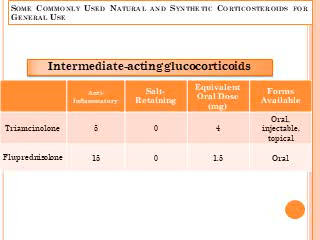 SOME COMMONLY USED NATURAL AND SYNTHETIC CORTICOSTEROIDS FOR
GENERAL USE
Intermediate-acting glucocorticoids
Anti-
Inflammatory
Salt-
Retaining
Equivalent
Oral Dose
(mg)
Forms
Available
Triamcinolone 5 0 4 Oral,
injectable,
topical
Fluprednisolone 15 0 1.5 Oral